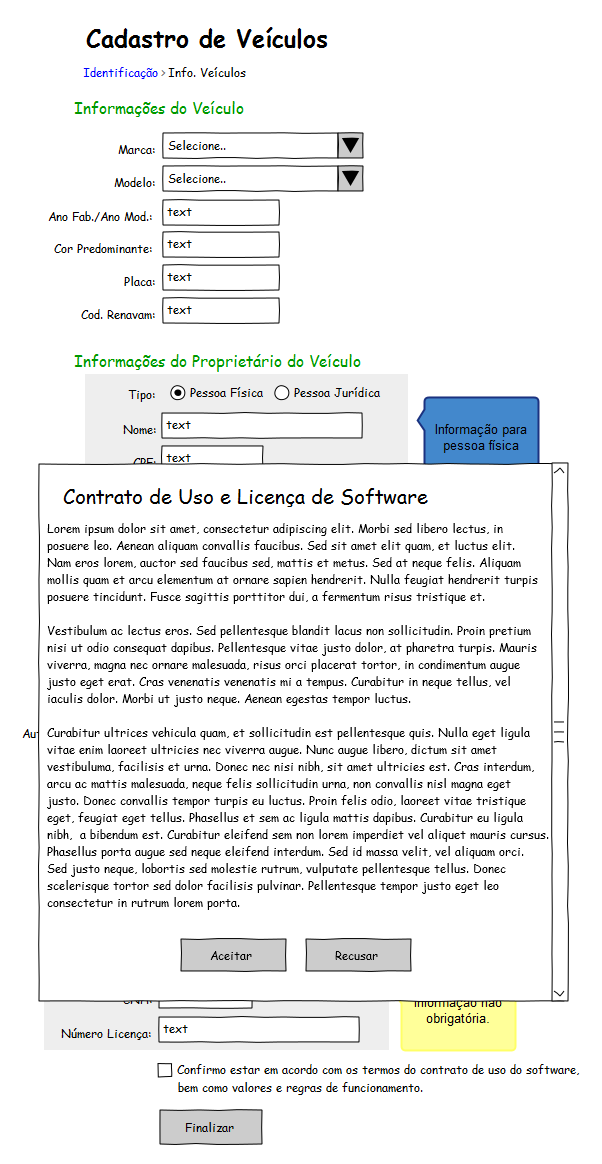 Cadastro de Veículos
Identificação > Info. Veículos
Informações do Veículo
Marca: Selecione..
Modelo: Selecione..
Ano Fab./Ano Mod.: text
Cor Predominante: text
Placa: text
Cod. Renavam: text
Informações do Proprietário do Veículo
Tipo: Pessoa Física Pessoa Jurídica
Nome: text
Informação para
pessoa física
CPF: text
Contrato de Uso e Licença de Software
Lorem ipsum dolor sit amet, consectetur adipiscing elit. Morbi sed libero lectus, in
posuere leo. Aenean aliquam convallis faucibus. Sed sit amet elit quam, et luctus elit.
Nam eros lorem, auctor sed faucibus sed, mattis et metus. Sed at neque felis. Aliquam
mollis quam et arcu elementum at ornare sapien hendrerit. Nulla feugiat hendrerit turpis
posuere tincidunt. Fusce sagittis porttitor dui, a fermentum risus tristique et.
Vestibulum ac lectus eros. Sed pellentesque blandit lacus non sollicitudin. Proin pretium
nisi ut odio consequat dapibus. Pellentesque vitae justo dolor, at pharetra turpis. Mauris
viverra, magna nec ornare malesuada, risus orci placerat tortor, in condimentum augue
justo eget erat. Cras venenatis venenatis mi a tempus. Curabitur in neque tellus, vel
iaculis dolor. Morbi ut justo neque. Aenean egestas tempor luctus.
Au
Curabitur ultrices vehicula quam, et sollicitudin est pellentesque quis. Nulla eget ligula
vitae enim laoreet ultricies nec viverra augue. Nunc augue libero, dictum sit amet
vestibuluma, facilisis et urna. Donec nec nisi nibh, sit amet ultricies est. Cras interdum,
arcu ac mattis malesuada, neque felis sollicitudin urna, non convallis nisl magna eget
justo. Donec convallis tempor turpis eu luctus. Proin felis odio, laoreet vitae tristique
eget, feugiat eget tellus. Phasellus et sem ac ligula mattis dapibus. Curabitur eu ligula
nibh, a bibendum est. Curabitur eleifend sem non lorem imperdiet vel aliquet mauris cursus.
Phasellus porta augue sed neque eleifend interdum. Sed id massa velit, vel aliquam orci.
Sed justo neque, lobortis sed molestie rutrum, vulputate pellentesque tellus. Donec
scelerisque tortor sed dolor facilisis pulvinar. Pellentesque tempor justo eget leo
consectetur in rutrum lorem porta.
Aceitar Recusar
Informação não
obrigatória.
Número Licença: text
Confirmo estar em acordo com os termos do contrato de uso do software,
bem como valores e regras de funcionamento.
Finalizar